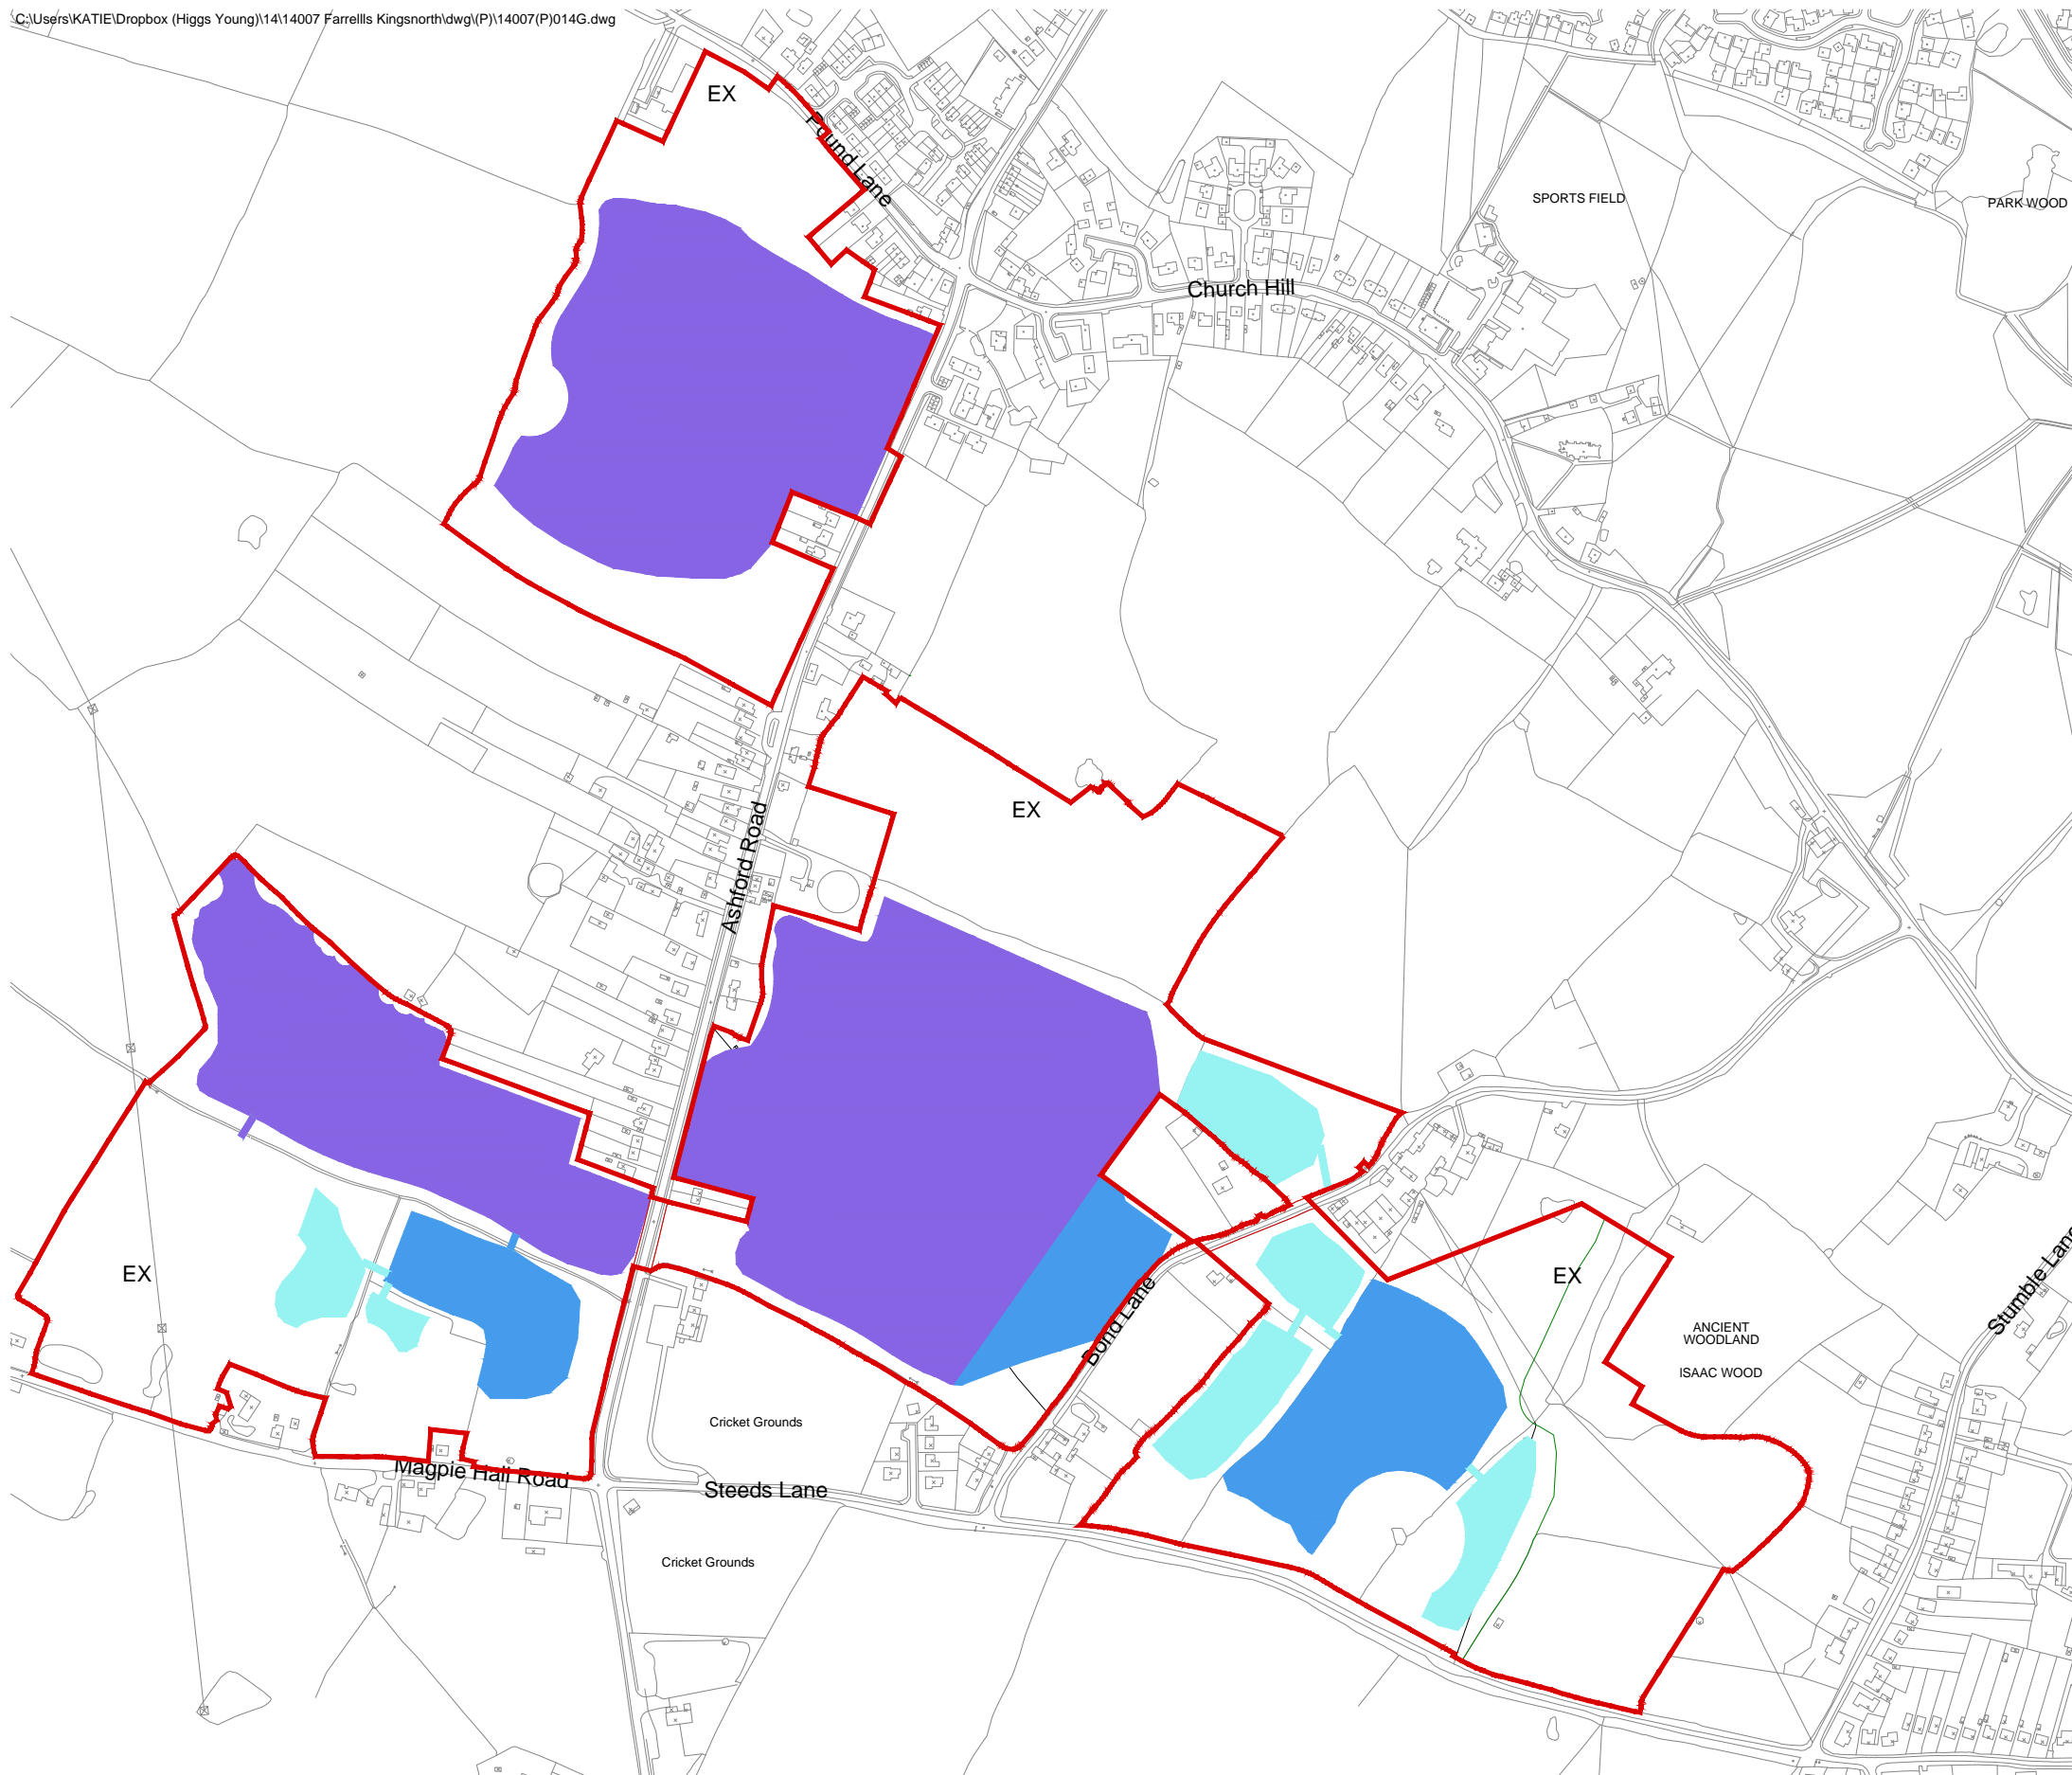 C:\Users\KATIE\Dropbox (Higgs Young)\14\14007 Farrellls Kingsnorth\dwg\(P)\14007(P)014G.dwg
EX
Pound Lane
SPORTS FIELD
PARK WOOD
Church Hill
EX
Ashford Road
EX
EX
Stumble Lane
ANCIENT
WOODLAND
ISAAC WOOD
Bond Lane
Cricket Grounds
Magpie Hall Road
Steeds Lane
Cricket Grounds